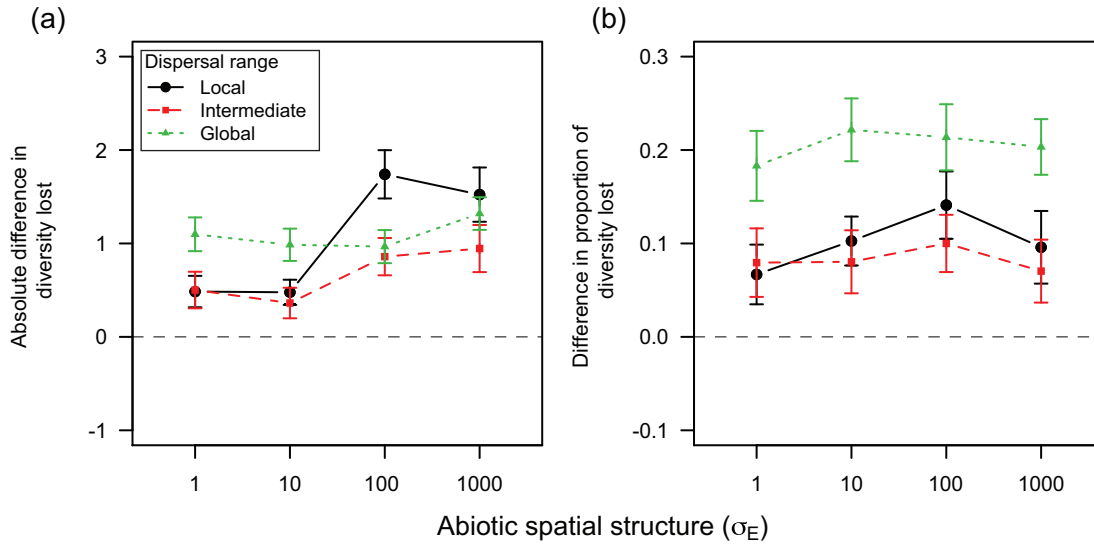 (a)
Absolute difference in
diversity lost
3
2
1
0
-1
Dispersal range
Local
Intermediate
Global
1
10
100
1000
(b)
Difference in proportion of
diversity lost
0.3
0.2
0.1
0.0
-0.1
1
10
100
1000
Abiotic spatial structure (σE)